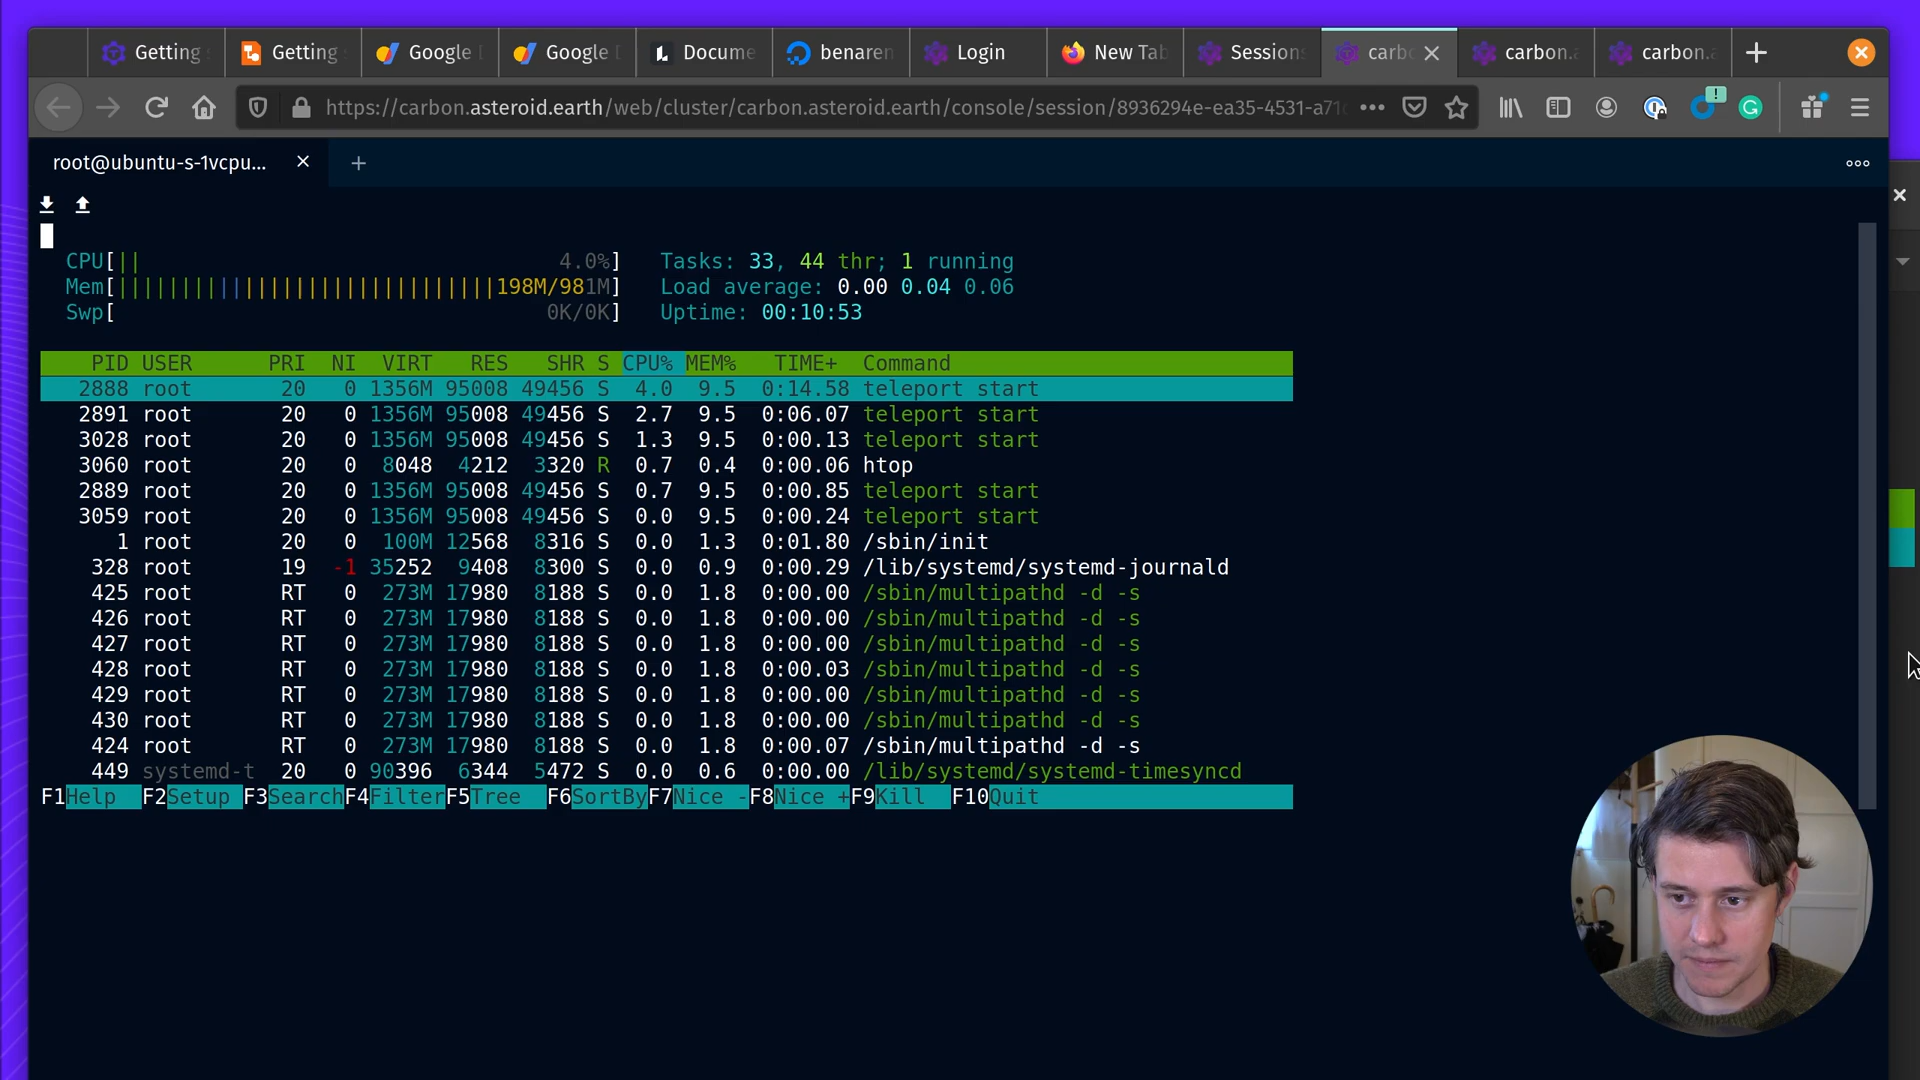 Getting
Getting
Google
Google
Docume
benaren
Login
New Tab
Session
carbo
carbon.
carbon.
https://carbon.asteroid.earth/web/cluster/carbon.asteroid.earth/console/session/8936294e-ea35-4531-a71
root@ubuntu-s-1vcpu...
CPU[|| 4.0%] Tasks: 33, 44 thr; 1 running
Mem[||||||||||||||||||||||||||||||198M/981M] Load average: 0.00 0.04 0.06
Swp[ 0K/0K] Uptime: 00:10:53
PID USER PRI NI VIRT RES SHR S CPU% MEM% TIME+ Command
2888 root 20 0 1356M 95008 49456 S 4.0 9.5 0:14.58 teleport start
2891 root 20 0 1356M 95008 49456 S 2.7 9.5 0:06.07 teleport start
3028 root 20 0 1356M 95008 49456 S 1.3 9.5 0:00.13 teleport start
3060 root 20 0 8048 4212 3320 R 0.7 0.4 0:00.06 htop
2889 root 20 0 1356M 95008 49456 S 0.7 9.5 0:00.85 teleport start
3059 root 20 0 1356M 95008 49456 S 0.0 9.5 0:00.24 teleport start
1 root 20 0 100M 12568 8316 S 0.0 1.3 0:01.80 /sbin/init
328 root 19 -1 35252 9408 8300 S 0.0 0.9 0:00.29 /lib/systemd/systemd-journald
425 root RT 0 273M 17980 8188 S 0.0 1.8 0:00.00 /sbin/multipathd -d -s
426 root RT 0 273M 17980 8188 S 0.0 1.8 0:00.00 /sbin/multipathd -d -s
427 root RT 0 273M 17980 8188 S 0.0 1.8 0:00.00 /sbin/multipathd -d -s
428 root RT 0 273M 17980 8188 S 0.0 1.8 0:00.03 /sbin/multipathd -d -s
429 root RT 0 273M 17980 8188 S 0.0 1.8 0:00.00 /sbin/multipathd -d -s
430 root RT 0 273M 17980 8188 S 0.0 1.8 0:00.00 /sbin/multipathd -d -s
424 root RT 0 273M 17980 8188 S 0.0 1.8 0:00.07 /sbin/multipathd -d -s
449 systemd-t 20 0 90396 6344 5472 S 0.0 0.6 0:00.00 /lib/systemd/systemd-timesyncd
F1Help F2Setup F3SearchF4FilterF5Tree F6SortByF7Nice -F8Nice +F9Kill F10Quit